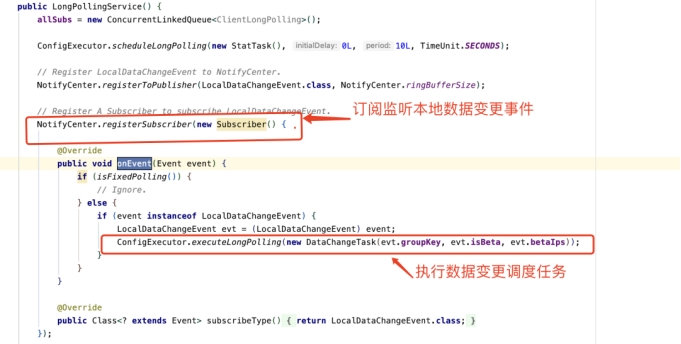 public LongPollingService() {
allSubs = new ConcurrentLinkedQueue<ClientLongPolling>();
ConfigExecutor.scheduleLongPolling(new StatTask(), initialDelay: 0L, period: 10L, TimeUnit.SECONDS);
// Register LocalDataChangeEvent to NotifyCenter.
NotifyCenter.registerToPublisher(LocalDataChangeEvent.class, NotifyCenter.ringBufferSize);
// Register A Subscriber to subscribe LocalDataChangeEvent.
订阅监听本地数据变更事件
NotifyCenter.registerSubscriber(new Subscriber() {
@Override
public void onEvent(Event event) {
if (isFixedPolling()) {
// Ignore.
} else {
if (event instanceof LocalDataChangeEvent) {
LocalDataChangeEvent evt = (LocalDataChangeEvent) event;
ConfigExecutor.executeLongPolling(new DataChangeTask(evt.groupKey, evt.isBeta, evt.betaIps));
}
执行数据变更调度任务
}
}
@Override
public Class<? extends Event> subscribeType() { return LocalDataChangeEvent.class; }
});